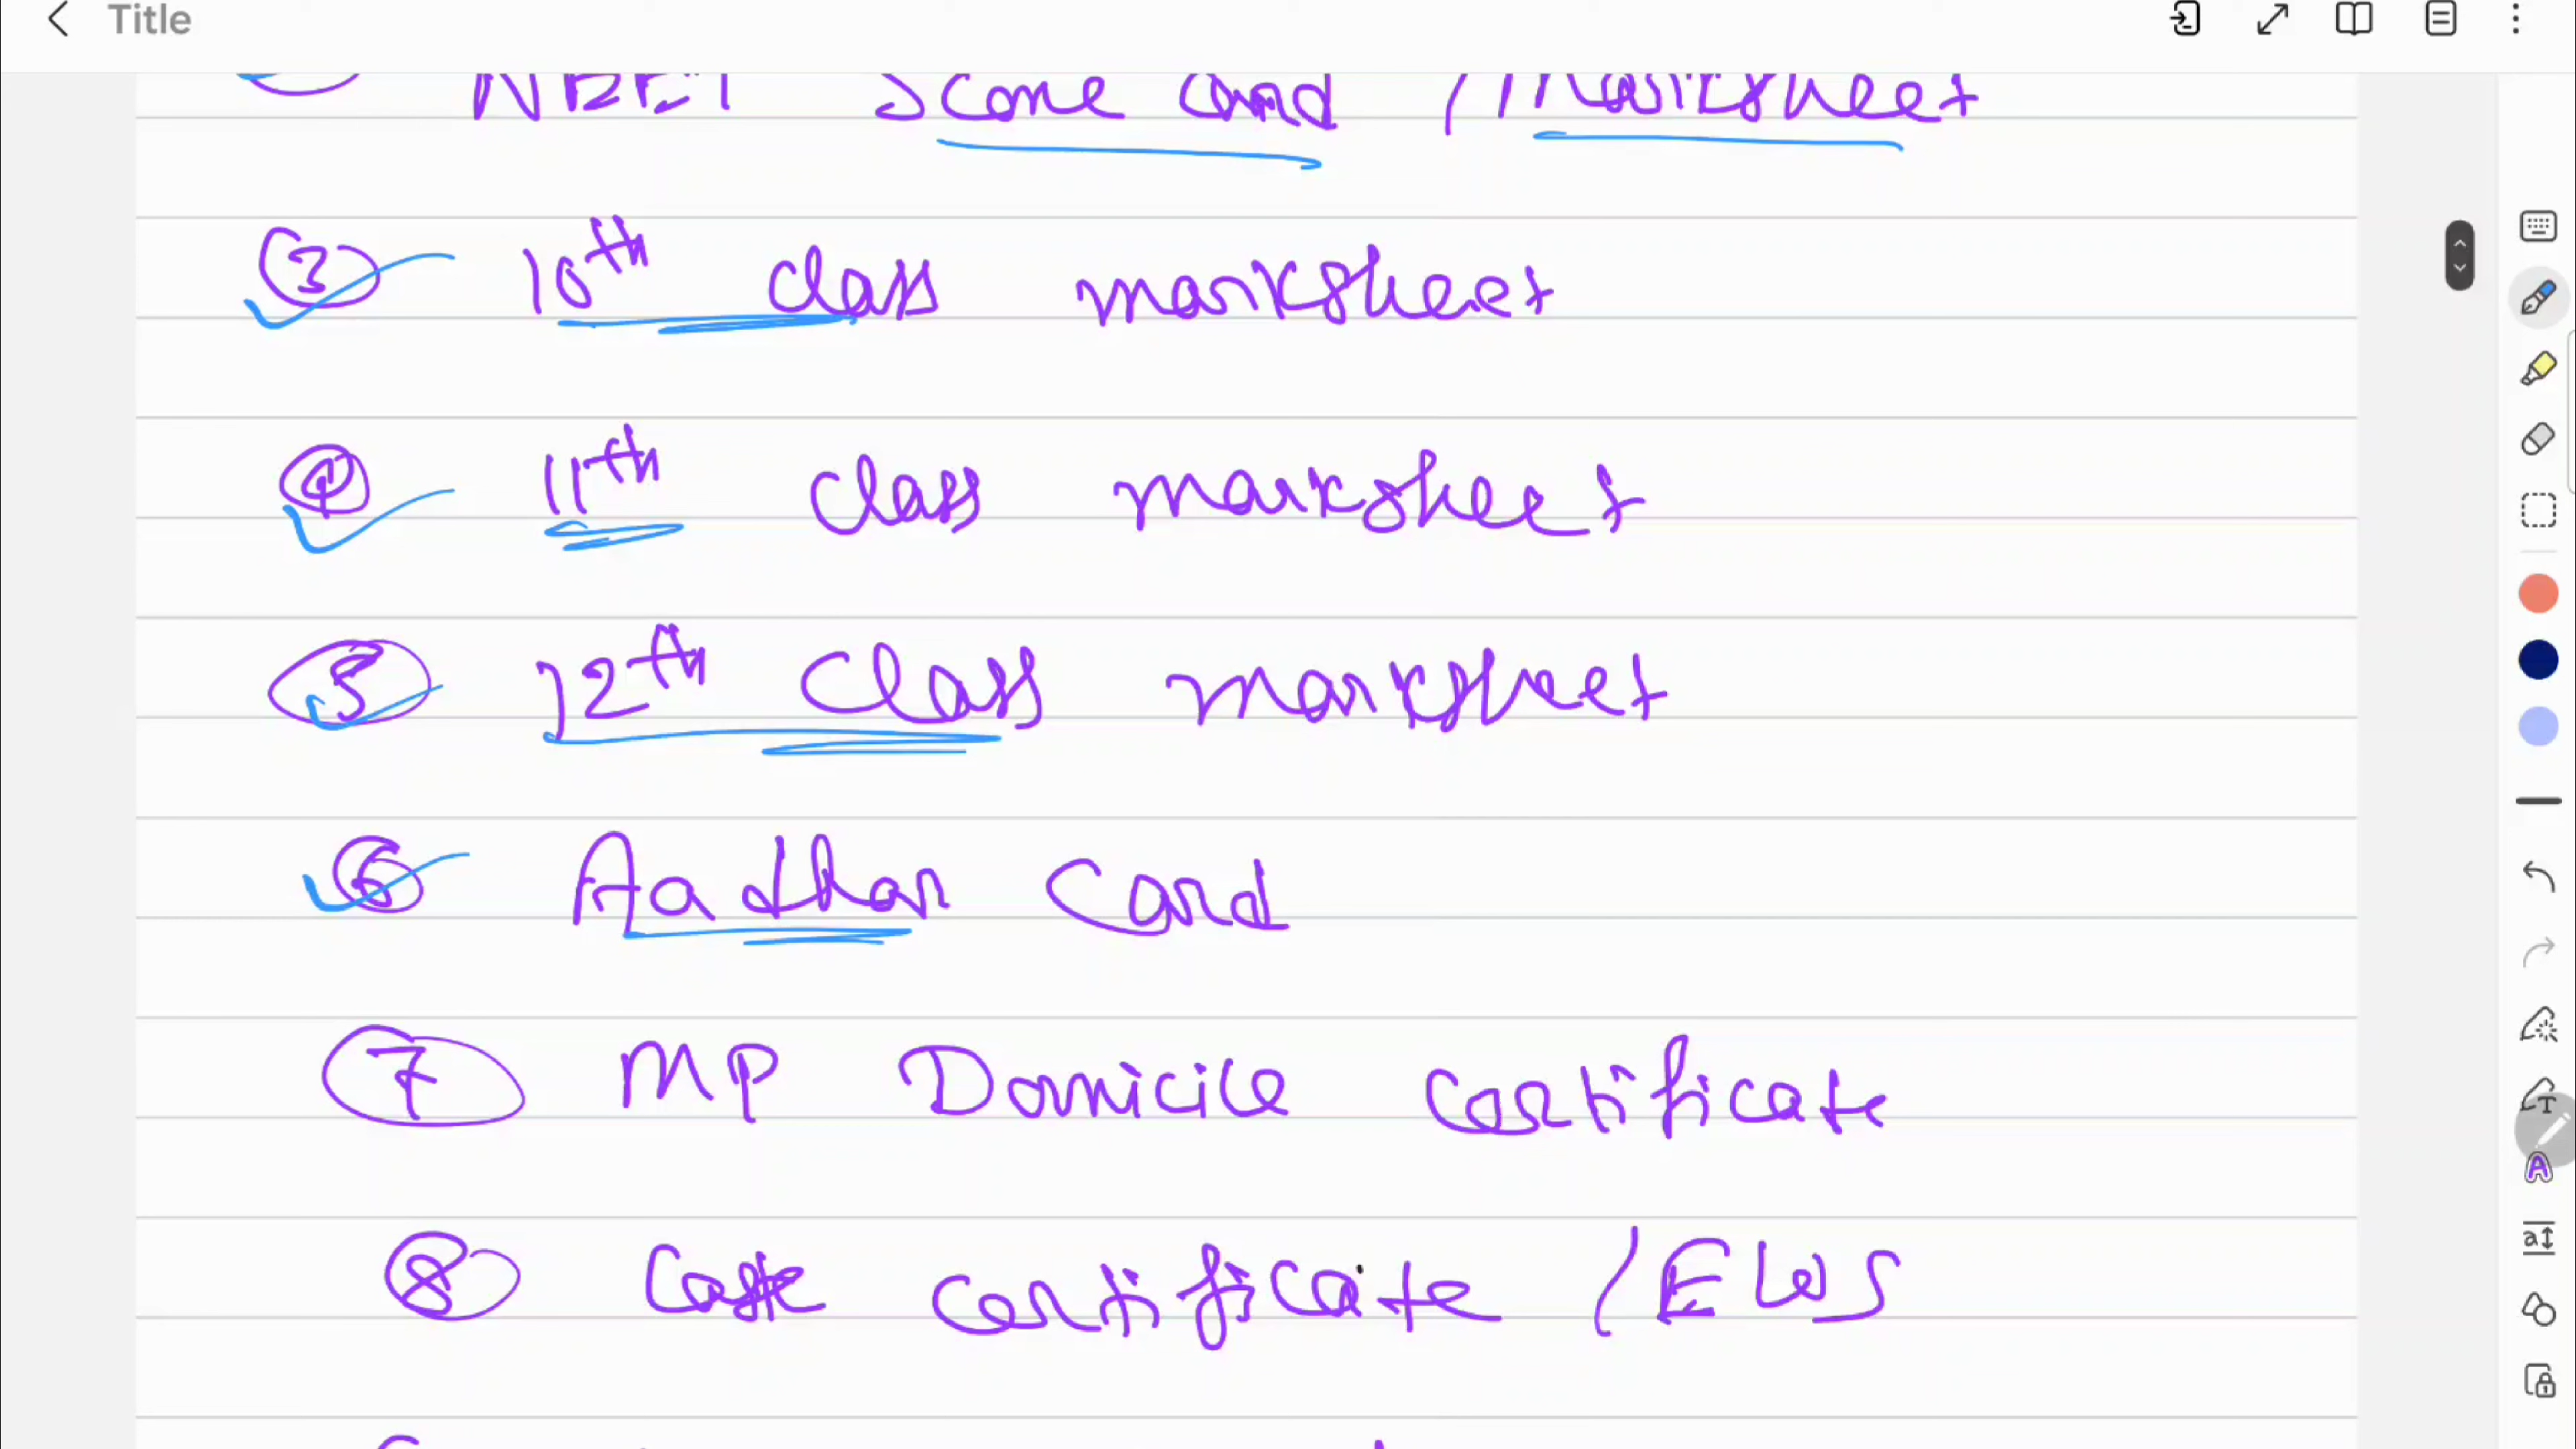 Title
NEET Score Card / Marksheet
3 10th class marksheet
4 11th class marksheet
5 12th class marksheet
6 Aadhar Card
7 MP Domicile Certificate
8 Caste Certificate / EWS